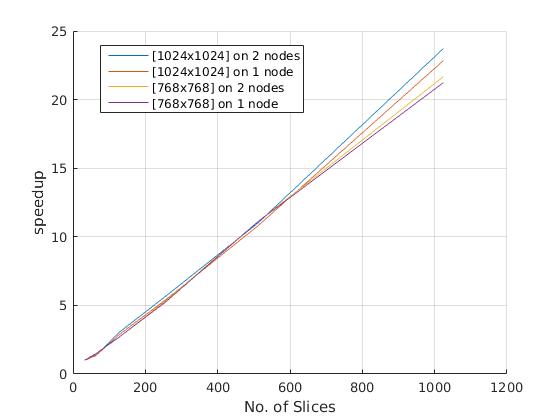 25
20
15
10
5
0
speedup
[1024x1024] on 2 nodes
[1024x1024] on 1 node
[768x768] on 2 nodes
[768x768] on 1 node
0 200 400 600 800 1000 1200
No. of Slices